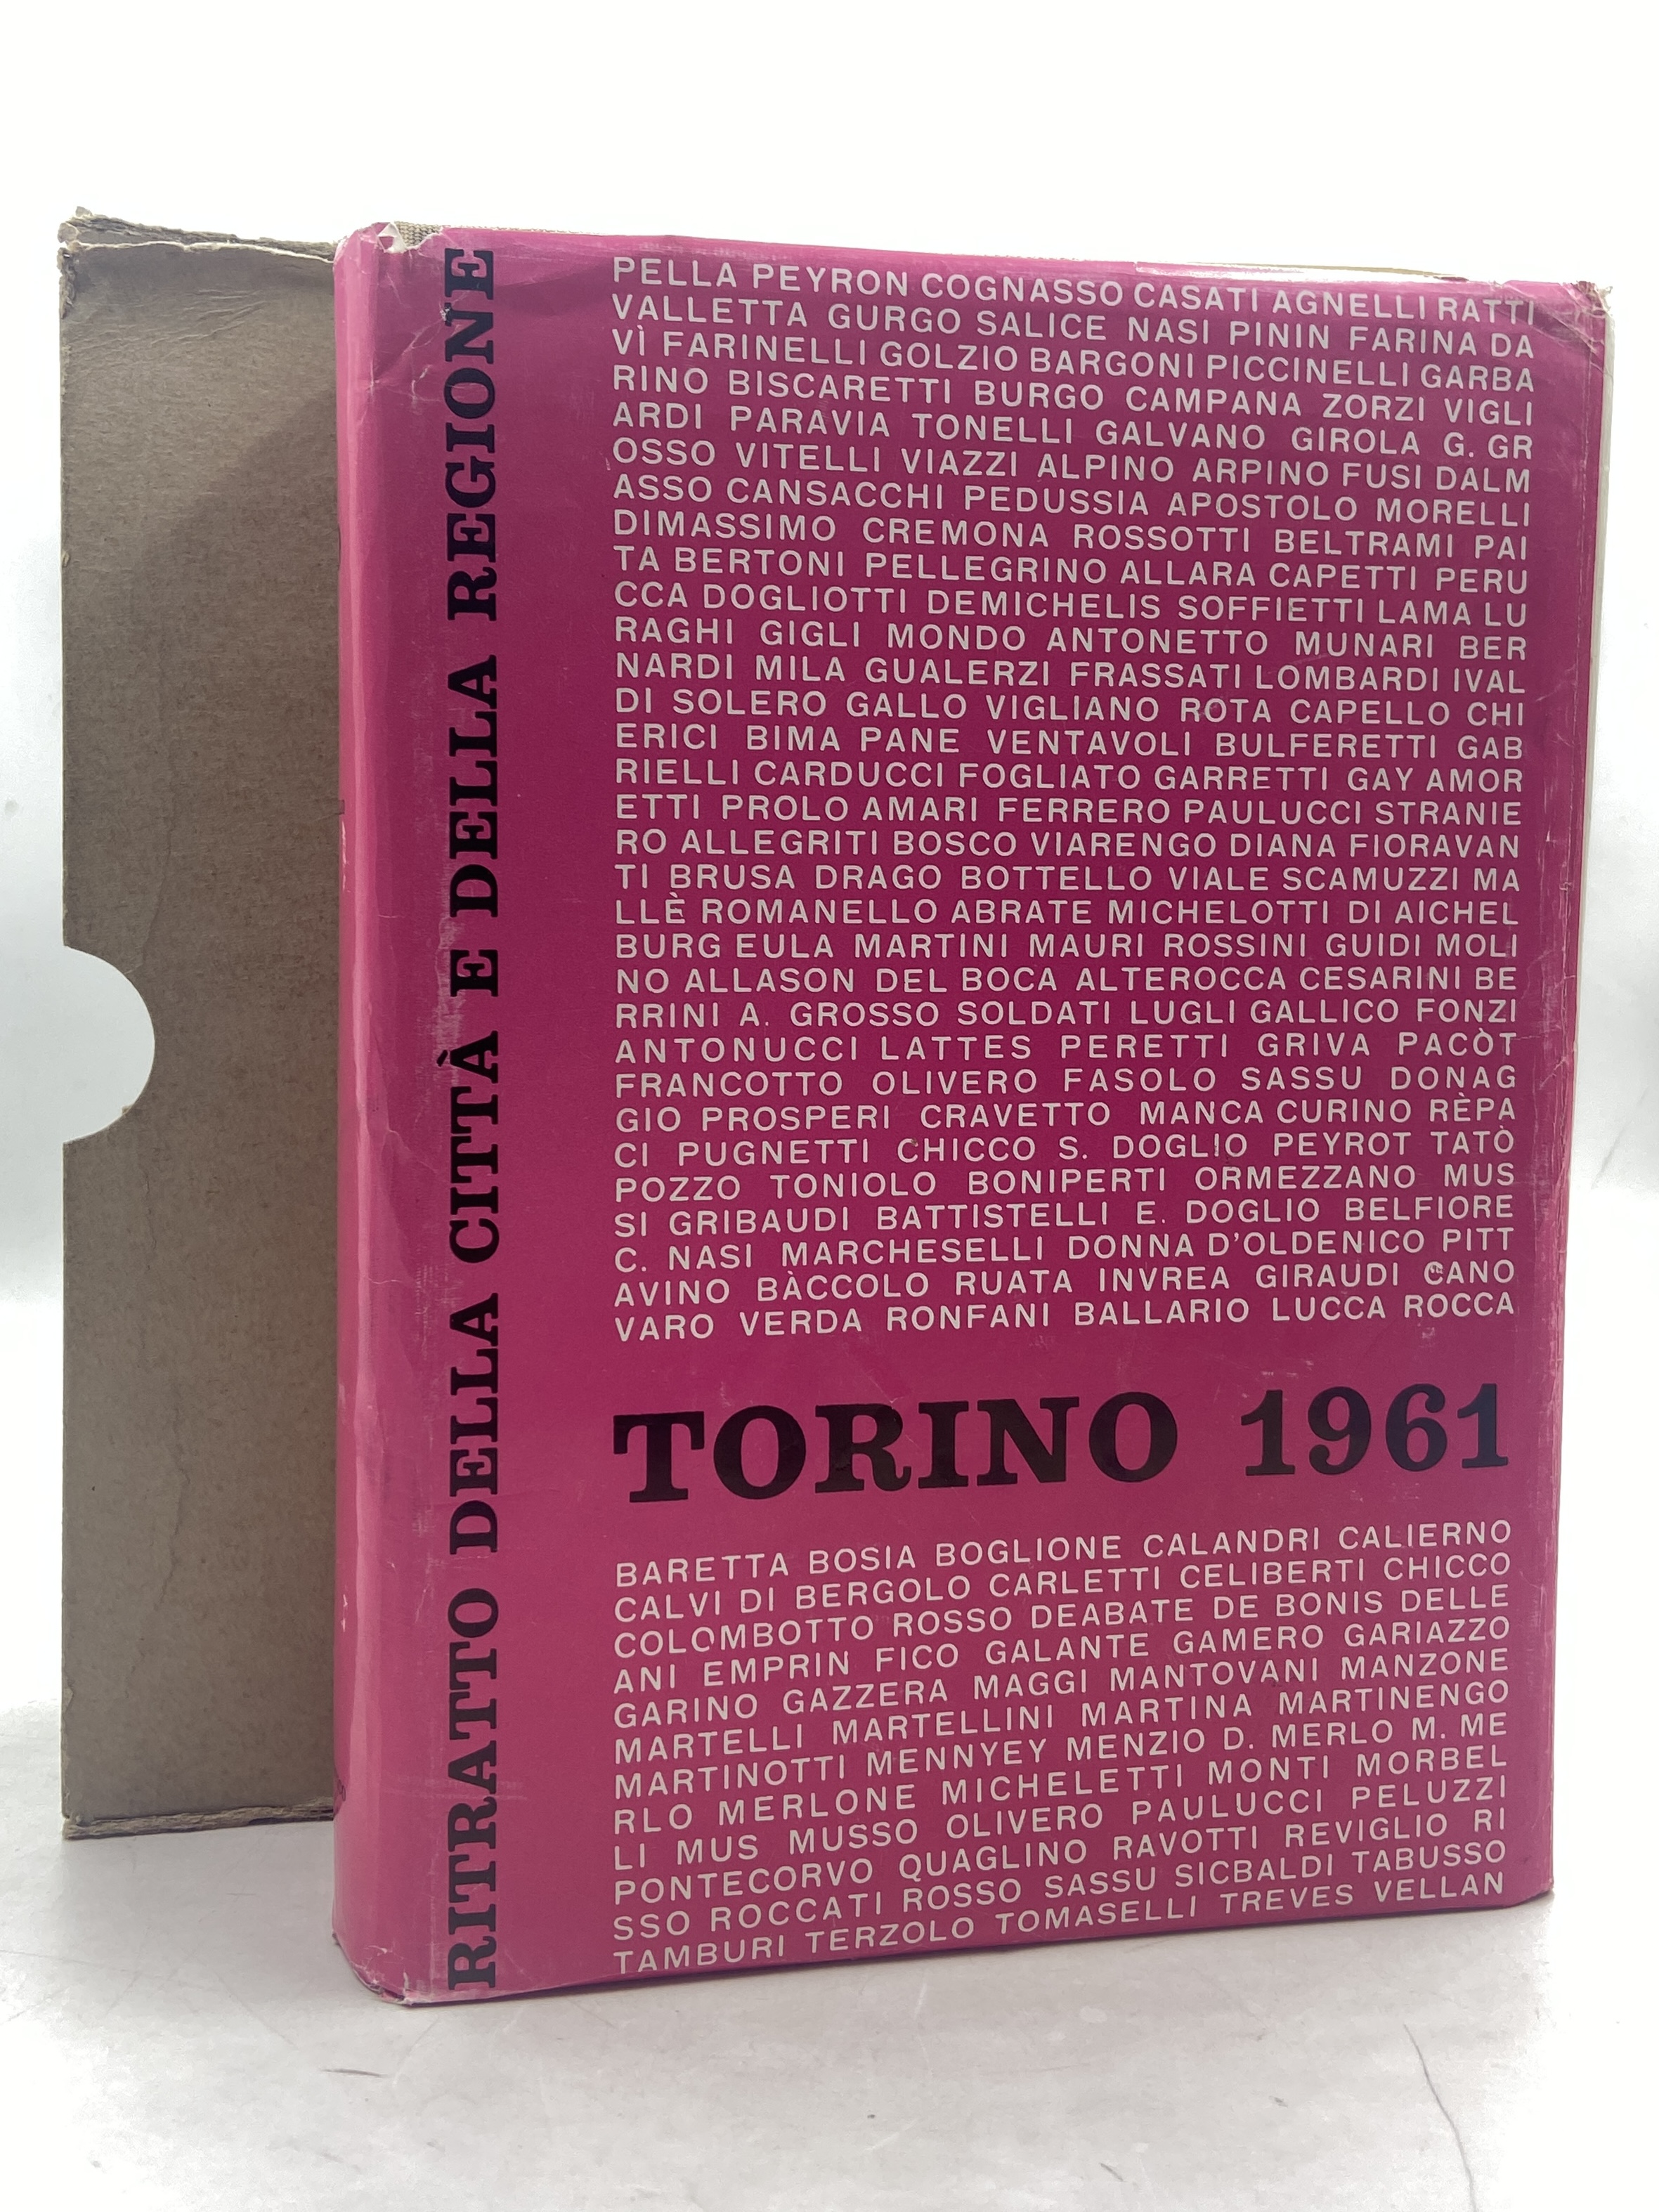 RITRATTO DELLA CITTÀ E DELLA REGIONE
PELLA PEYRON COGNASSO CASATI AGNELLI RATTI
VALLETTA GURGO SALICE NASI PININ FARINA DA
VÌ FARINELLI GOLZIO BARGONI PICCINELLI GARBA
RINO BISCARETTI BURGO CAMPANA ZORZI VIGLI
ARDI PARAVIA TONELLI GALVANO GIROLA G. GR
OSSO VITELLI VIAZZI ALPINO ARPINO FUSI DALM
ASSO CANSACCHI PEDUSSIA APOSTOLO MORELLI
DIMASSIMO CREMONA ROSSOTTI BELTRAMI PAI
TA BERTONI PELLEGRINO ALLARA CAPETTI PERU
CCA DOGLIOTTI DEMICHELIS SOFFIETTI LAMA LU
RAGHI GIGLI MONDO ANTONETTO MUNARI BER
NARDI MILA GUALERZI FRASSATI LOMBARDI IVAL
DI SOLERO GALLO VIGLIANO ROTA CAPELLO CHI
ERICI BIMA PANE VENTAVOLI BULFERETTI GAB
RIELLI CARDUCCI FOGLIATO GARRETTI GAY AMOR
ETTI PROLO AMARI FERRERO PAULUCCI STRANIE
RO ALLEGRITI BOSCO VIARENGO DIANA FIORAVAN
TI BRUSA DRAGO BOTTELLO VIALE SCAMUZZI MA
LLÈ ROMANELLO ABRATE MICHELOTTI DI AICHEL
BURG EULA MARTINI MAURI ROSSINI GUIDI MOLI
NO ALLASON DEL BOCA ALTEROCCA CESARINI BE
RRINI A. GROSSO SOLDATI LUGLI GALLICO FONZI
ANTONUCCI LATTES PERETTI GRIVA PACÒT
FRANCOTTO OLIVERO FASOLO SASSU DONAG
GIO PROSPERI CRAVETTO MANCA CURINO RÈPA
CI PUGNETTI CHICCO S. DOGLIO PEYROT TATÒ
POZZO TONIOLO BONIPERTI ORMEZZANO MUS
SI GRIBAUDI BATTISTELLI E. DOGLIO BELFIORE
C. NASI MARCHESELLI DONNA D'OLDENICO PITT
AVINO BÀCCOLO RUATA INVREA GIRAUDI CANO
VARO VERDA RONFANI BALLARIO LUCCA ROCCA
TORINO 1961
BARETTA BOSIA BOGLIONE CALANDRI CALIERNO
CALVI DI BERGOLO CARLETTI CELIBERTI CHICCO
COLOMBOTTO ROSSO DEABATE DE BONIS DELLE
ANI EMPRIN FICO GALANTE GAMERO GARIAZZO
GARINO GAZZERA MAGGI MANTOVANI MANZONE
MARTELLI MARTELLINI MARTINA MARTINENGO
MARTINOTTI MENNYEY MENZIO D. MERLO M. ME
RLO MERLONE MICHELETTI MONTI MORBEL
LI MUS MUSSO OLIVERO PAULUCCI PELUZZI
PONTECORVO QUAGLINO RAVOTTI REVIGLIO RI
SSO ROCCATI ROSSO SASSU SICBALDI TABUSSO
TAMBURI TERZOLO TOMASELLI TREVES VELLAN